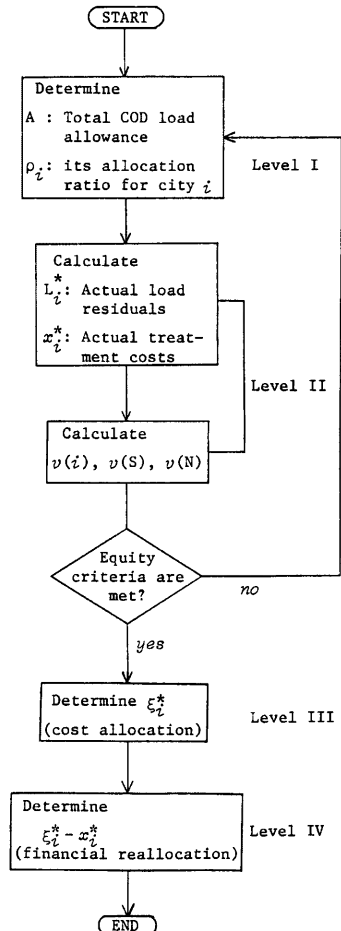 START
Determine
A : Total COD load
allowance
ρi: its allocation
ratio for city i
Level I
Calculate
L*i: Actual load
residuals
x*i: Actual treat-
ment costs
Level II
Calculate
v(i), v(S), v(N)
Equity
criteria are
met?
no
yes
Determine ξ*i
(cost allocation)
Level III
Determine
ξ*i - x*i
(financial reallocation)
Level IV
END